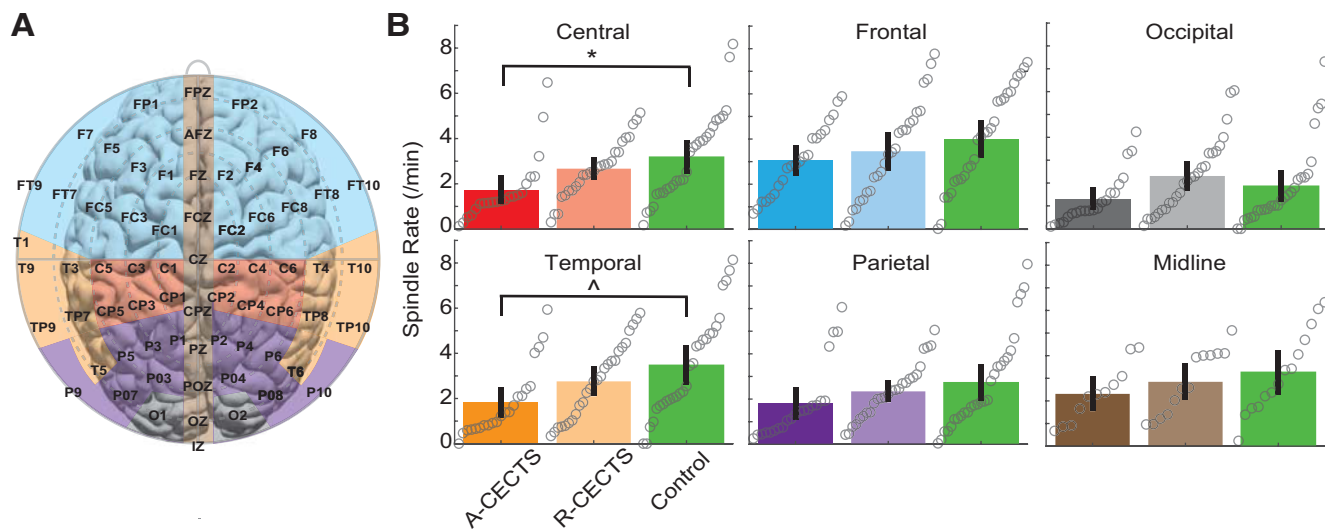 A
FPZ
FP1 FP2
F7 AFZ F8
F5 F6
F3 F4
F1 FZ F2
FT9 FT7 FT8 FT10
FC5 FC3 FCZ FC6 FC8
FC1 FC2
T1
CZ
T9 T3 C5 C3 C1 C2 C4 C6 T4 T10
CP5 CP3 CP1 CPZ CP2 CP4 CP6
TP9 TP7 TP8 TP10
P5 P3 P1 PZ P2 P4 P6
T5 T6
P9 P07 P03 POZ P04 P08 P10
O1 OZ O2
IZ
B
Central Frontal Occipital
*
8
6
4
2
0
Spindle Rate (/min)
Temporal Parietal Midline
^
8
6
4
2
0
A-CECTS R-CECTS Control